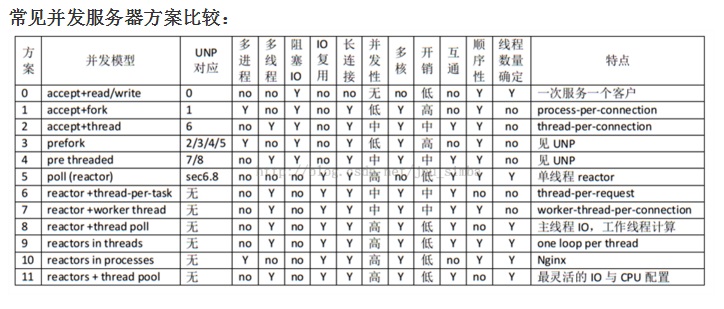 常见并发服务器方案比较：
方案 并发模型 UNP对应 多进程 多线程 阻塞IO IO复用 长连接 并发性 多核 开销 互通 顺序性 线程数量确定 特点
0 accept+read/write 0 no no Y no no 无 no 低 no Y Y 一次服务一个客户
1 accept+fork 1 Y no Y no Y 低 Y 高 no Y no process-per-connection
2 accept+thread 6 no Y Y no Y 中 Y 中 Y Y no thread-per-connection
3 prefork 2/3/4/5 Y no Y no Y 低 Y 高 no Y no 见 UNP
4 pre threaded 7/8 no Y Y no Y 中 Y 中 Y Y no 见 UNP
5 poll (reactor) sec6.8 no no no Y Y 高 no 低 Y Y no 单线程 reactor
6 reactor +thread-per-task 无 no Y no Y Y 中 Y 中 Y no no thread-per-request
7 reactor +worker thread 无 no Y no Y Y 中 Y 中 Y Y no worker-thread-per-connection
8 reactor +thread poll 无 no Y no Y Y 高 Y 低 Y no Y 主线程 IO，工作线程计算
9 reactors in threads 无 no Y no Y Y 高 Y 低 Y Y Y one loop per thread
10 reactors in processes 无 Y no no Y Y 高 Y 低 no Y Y Nginx
11 reactors + thread pool 无 no Y no Y Y 高 Y 低 Y no Y 最灵活的 IO 与 CPU 配置